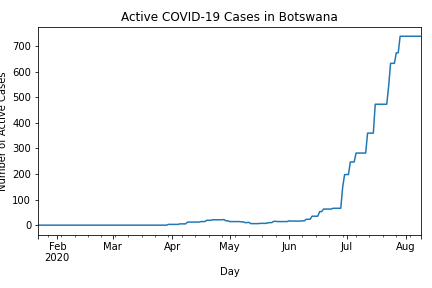 Active COVID-19 Cases in Botswana
Number of Active Cases
700
600
500
400
300
200
100
0
Feb Mar Apr May Jun Jul Aug
2020
Day